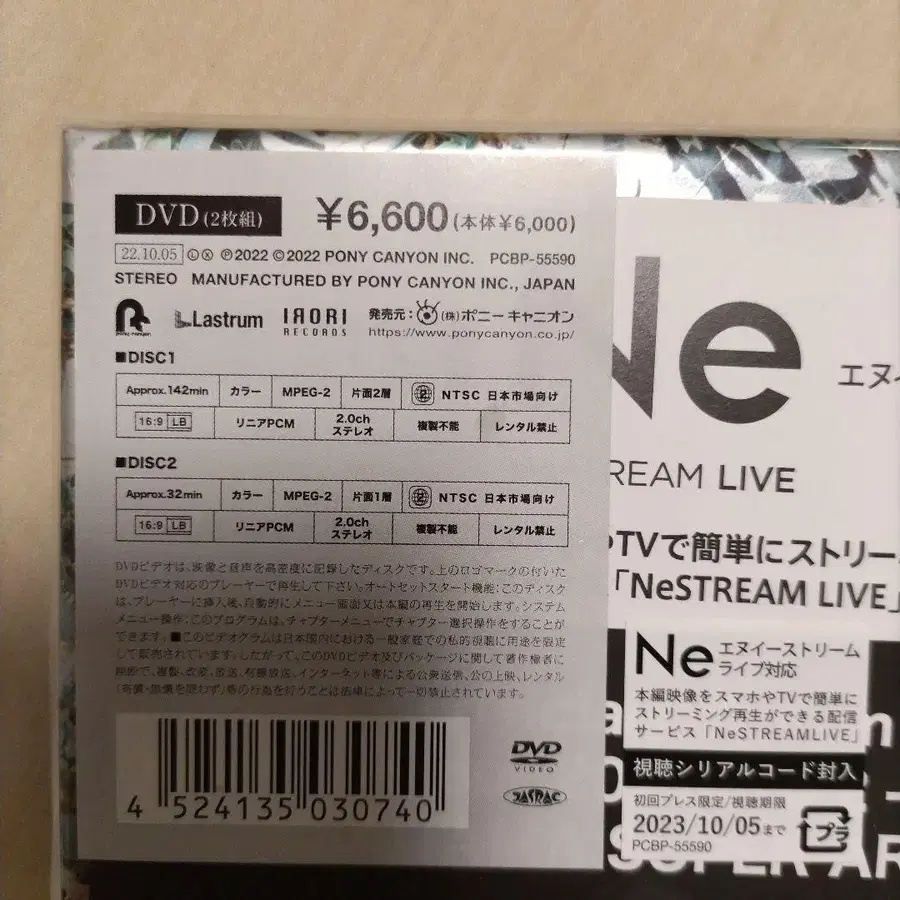 DVD(2枚組) ¥6,600(本体¥6,000)
22.10.05 ⓁⓍ Ⓟ2022 ©2022 PONY CANYON INC. PCBP-55590
STEREO MANUFACTURED BY PONY CANYON INC., JAPAN
pony canyon Lastrum IRORI RECORDS 発売元:(株)ポニーキャニオン
https://www.ponycanyon.co.jp/
■DISC1
Approx.142min カラー MPEG-2 片面2層 2 NTSC 日本市場向け
16:9 LB リニアPCM 2.0ch ステレオ 複製不能 レンタル禁止
■DISC2
Approx.32min カラー MPEG-2 片面1層 2 NTSC 日本市場向け
16:9 LB リニアPCM 2.0ch ステレオ 複製不能 レンタル禁止
DVDビデオは、映像と音声を高密度に記録したディスクです。上のロゴマークの付いた
DVDビデオ対応のプレーヤーで再生して下さい。オートセットスタート機能:このディスク
は、プレーヤーに挿入後、自動的にメニュー画面又は本編の再生を開始します。システム
メニュー操作:このプログラムは、チャプターメニューでチャプター選択操作をすることが
できます。■このビデオグラムは日本国内における一般家庭での私的視聴に用途を限定
して販売されています。したがって、このDVDビデオ及びパッケージに関して著作権者に
無断で、複製、改変、放送、有線放送、インターネット等による公衆送信、公の上映、レンタル
(有償・無償を問わず)等の行為を行うことは法律によって一切禁止されています。
4 524135 030740
DVD VIDEO
JASRAC
Ne
エヌイ
REAM LIVE
TVで簡単にストリー
「NeSTREAM LIVE」
Ne エヌイーストリーム
ライブ対応
本編映像をスマホやTVで簡単に
ストリーミング再生ができる配信
サービス「NeSTREAMLIVE」
視聴シリアルコード封入
初回プレス限定/視聴期限
2023/10/05まで
PCBP-55590
プラ
SUPER AR